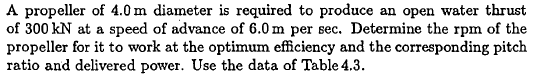 A propeller of 4.0 m diameter is required to produce an open water thrust
of 300 kN at a speed of advance of 6.0 m per sec. Determine the rpm of the
propeller for it to work at the optimum efficiency and the corresponding pitch
ratio and delivered power. Use the data of Table 4.3.